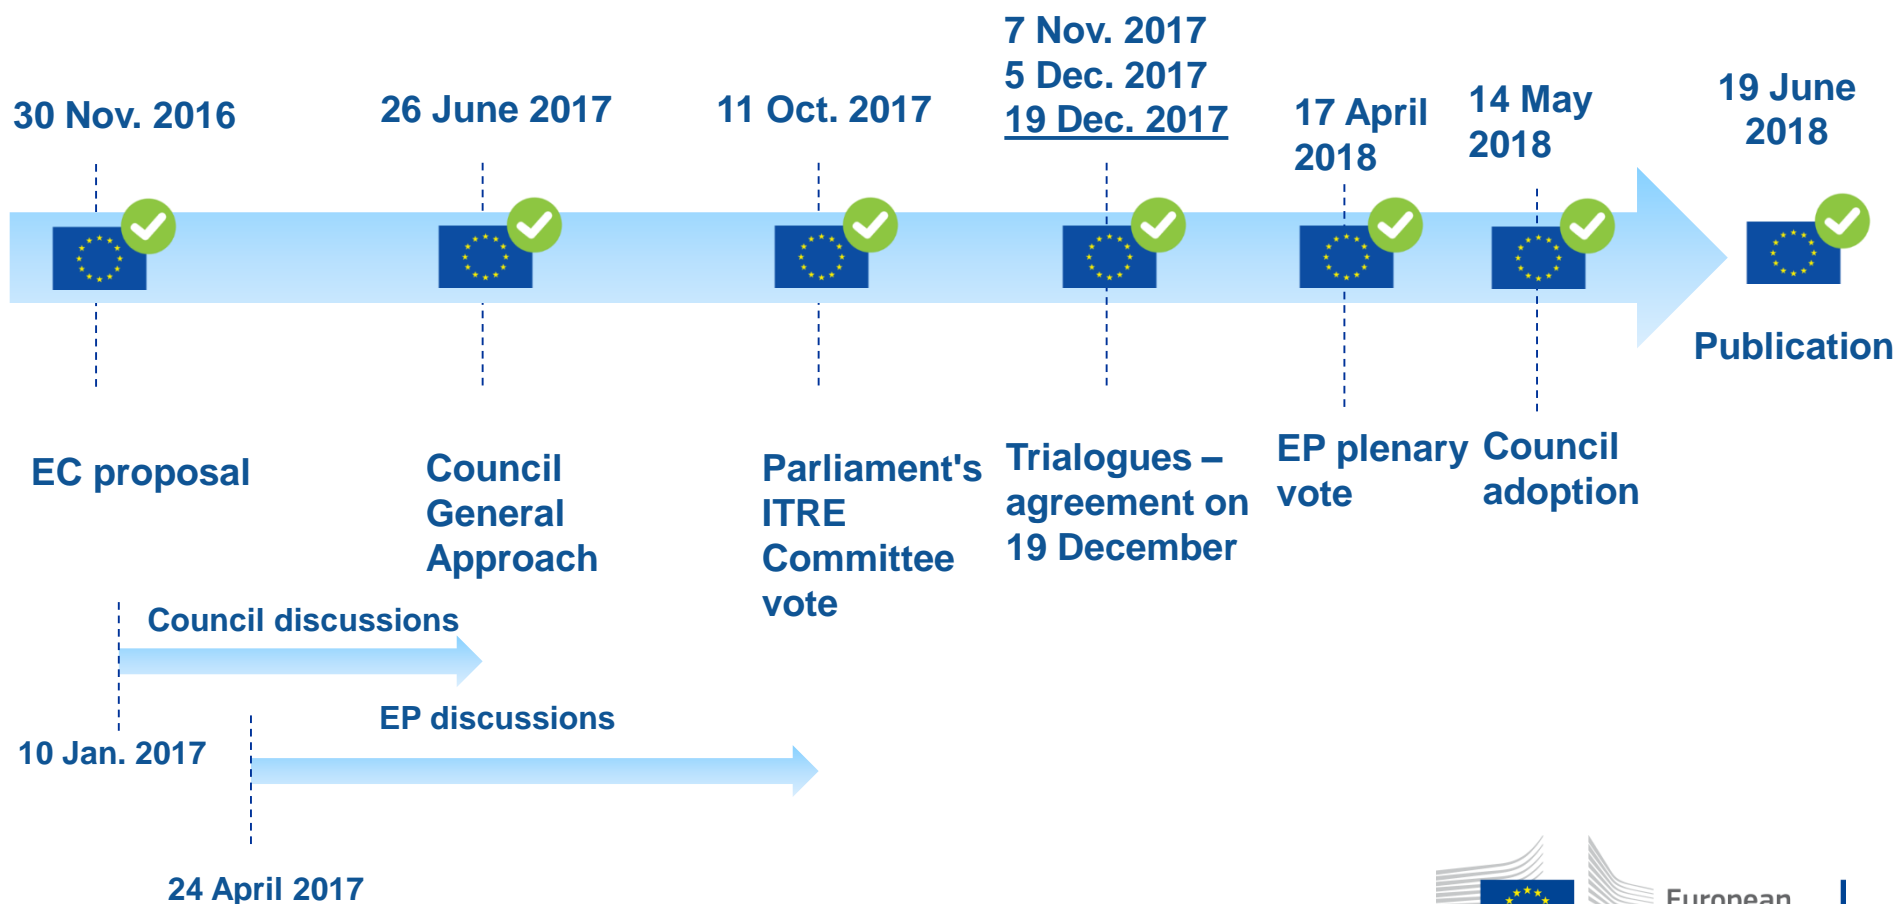 30 Nov. 2016
26 June 2017
11 Oct. 2017
7 Nov. 2017
5 Dec. 2017
19 Dec. 2017
17 April
2018
14 May
2018
19 June
2018
Publication
EC proposal
Council
General
Approach
Parliament's
ITRE
Committee
vote
Trialogues –
agreement on
19 December
EP plenary
vote
Council
adoption
Council discussions
10 Jan. 2017
EP discussions
24 April 2017
European